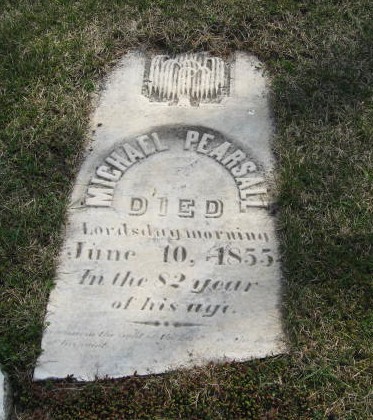 MICHAEL PEARSALL
DIED
Lordsday morning
June 10, 1855
In the 82 year
of his age.